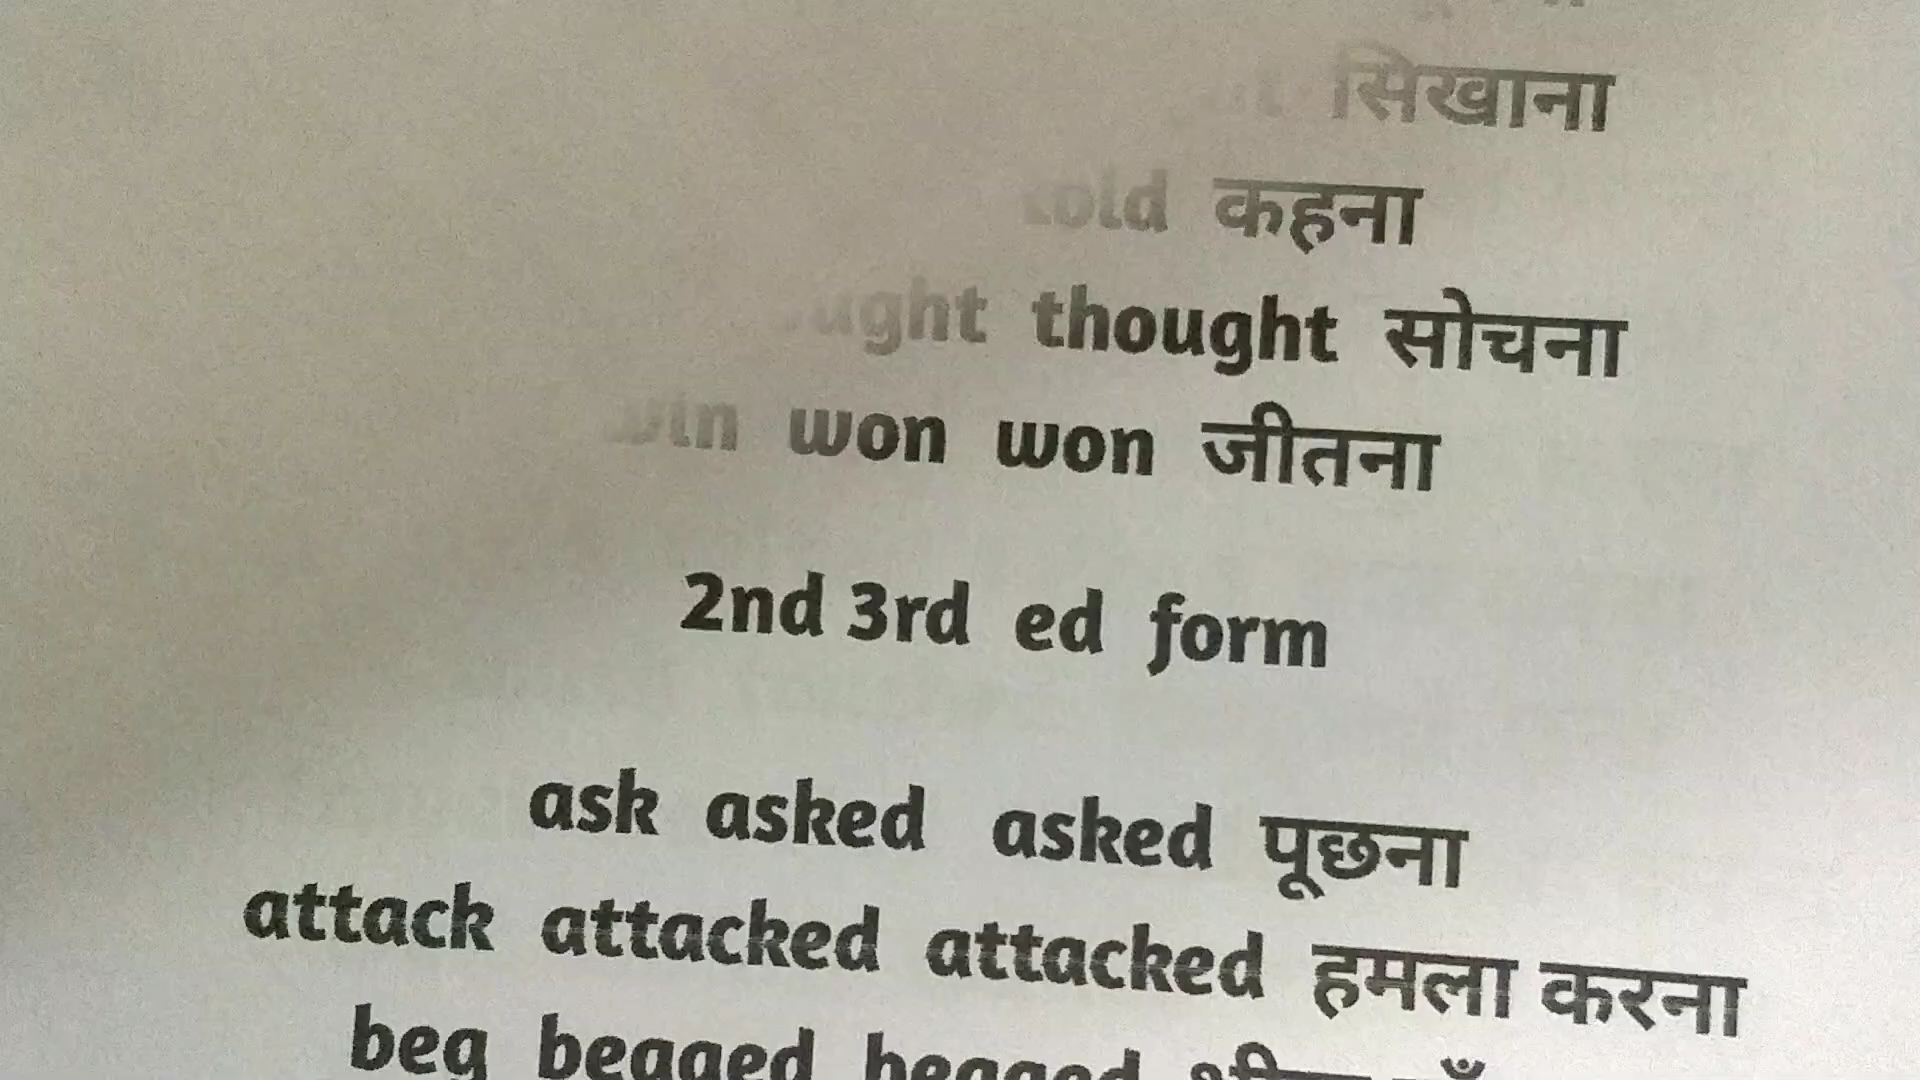 सिखाना
told कहना
thought सोचना
win won won जीतना
2nd 3rd ed form
ask asked asked पूछना
attack attacked attacked हमला करना
beg begged begged